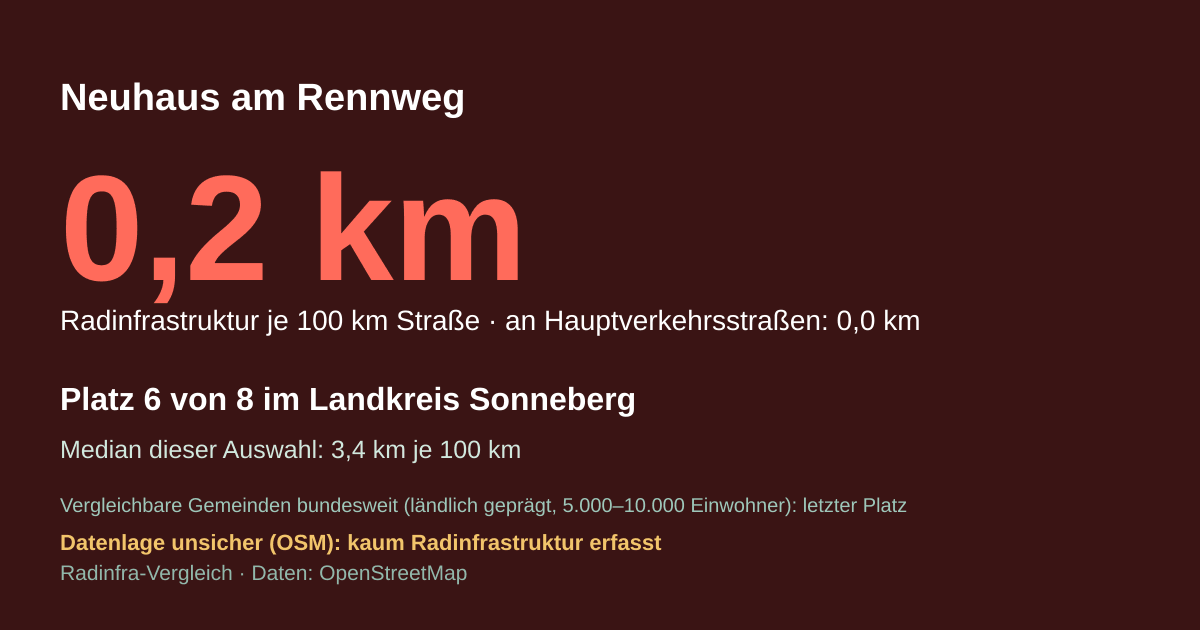 Neuhaus am Rennweg
0,2 km
Radinfrastruktur je 100 km Straße · an Hauptverkehrsstraßen: 0,0 km
Platz 6 von 8 im Landkreis Sonneberg
Median dieser Auswahl: 3,4 km je 100 km
Vergleichbare Gemeinden bundesweit (ländlich geprägt, 5.000–10.000 Einwohner): letzter Platz
Datenlage unsicher (OSM): kaum Radinfrastruktur erfasst
Radinfra-Vergleich · Daten: OpenStreetMap